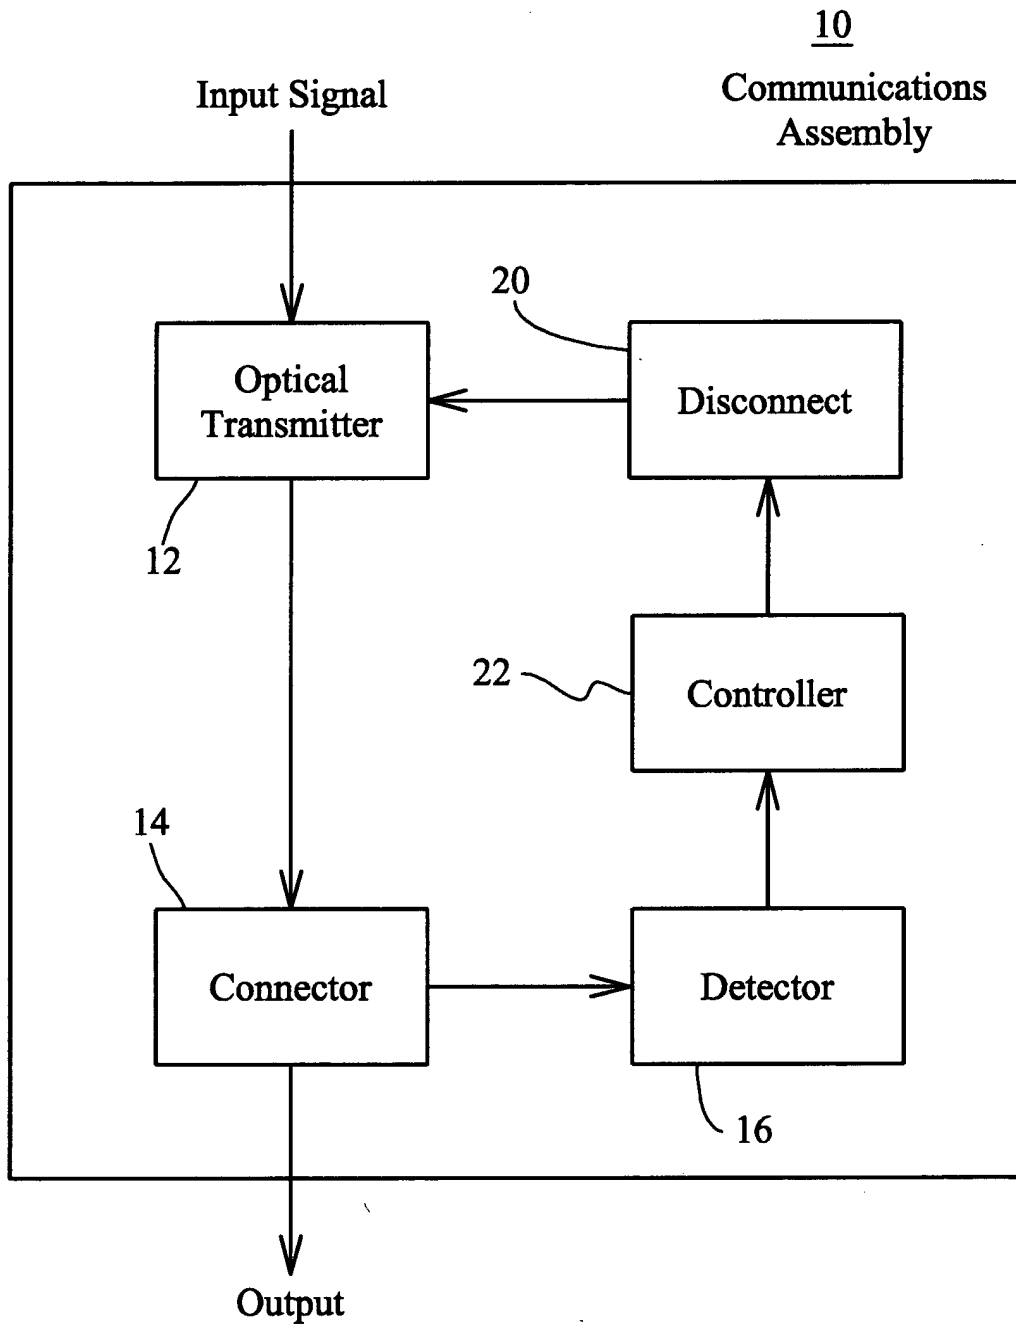 10
Communications
Assembly
Input Signal
20
Optical
Transmitter
Disconnect
12
22
Controller
14
Connector
Detector
16
Output